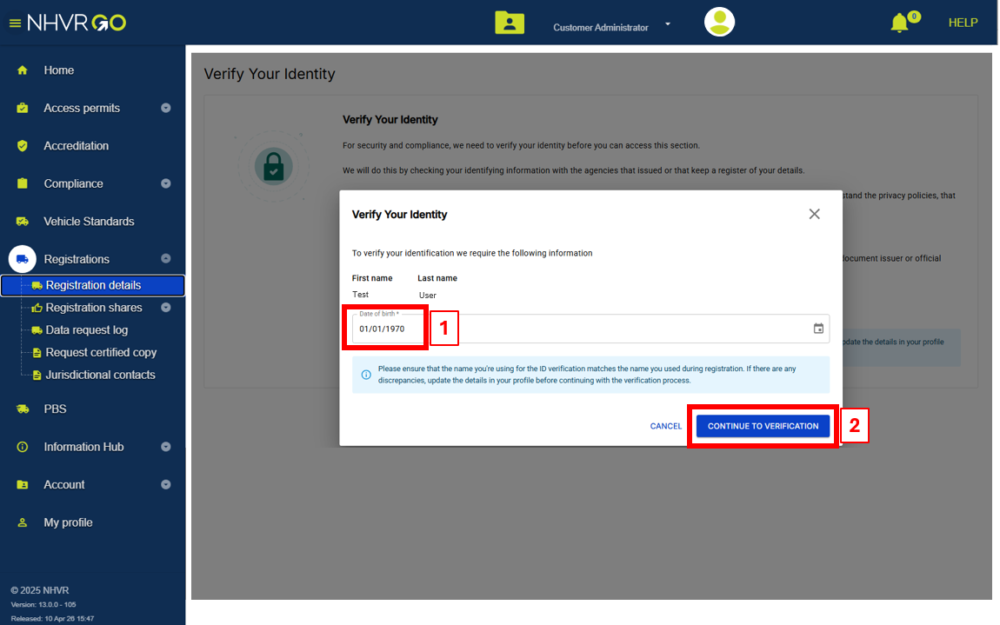 NHVR GO
Customer Administrator
0
HELP
Home
Access permits
Accreditation
Compliance
Vehicle Standards
Registrations
Registration details
Registration shares
Data request log
Request certified copy
Jurisdictional contacts
PBS
Information Hub
Account
My profile
© 2025 NHVR
Version: 13.0.0 - 105
Released: 10 Apr 26 15:47
Verify Your Identity
Verify Your Identity
For security and compliance, we need to verify your identity before you can access this section.
We will do this by checking your identifying information with the agencies that issued or that keep a register of your details.
stand the privacy policies, that
document issuer or official
pdate the details in your profile
Verify Your Identity
To verify your identification we require the following information
First name Last name
Test User
Date of birth *
01/01/1970
1
Please ensure that the name you're using for the ID verification matches the name you used during registration. If there are any
discrepancies, update the details in your profile before continuing with the verification process.
CANCEL
CONTINUE TO VERIFICATION
2